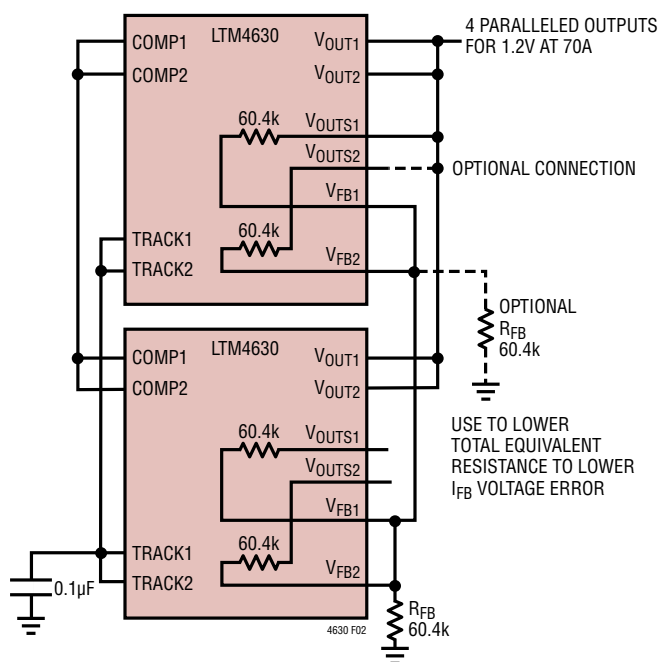 4 PARALLELED OUTPUTS
FOR 1.2V AT 70A
LTM4630
COMP1
COMP2
VOUT1
VOUT2
60.4k
VOUTS1
VOUTS2
OPTIONAL CONNECTION
VFB1
60.4k
TRACK1
TRACK2
VFB2
OPTIONAL
RFB
60.4k
LTM4630
COMP1
COMP2
VOUT1
VOUT2
USE TO LOWER
TOTAL EQUIVALENT
RESISTANCE TO LOWER
IFB VOLTAGE ERROR
60.4k
VOUTS1
VOUTS2
VFB1
60.4k
TRACK1
TRACK2
VFB2
0.1µF
RFB
60.4k
4630 F02